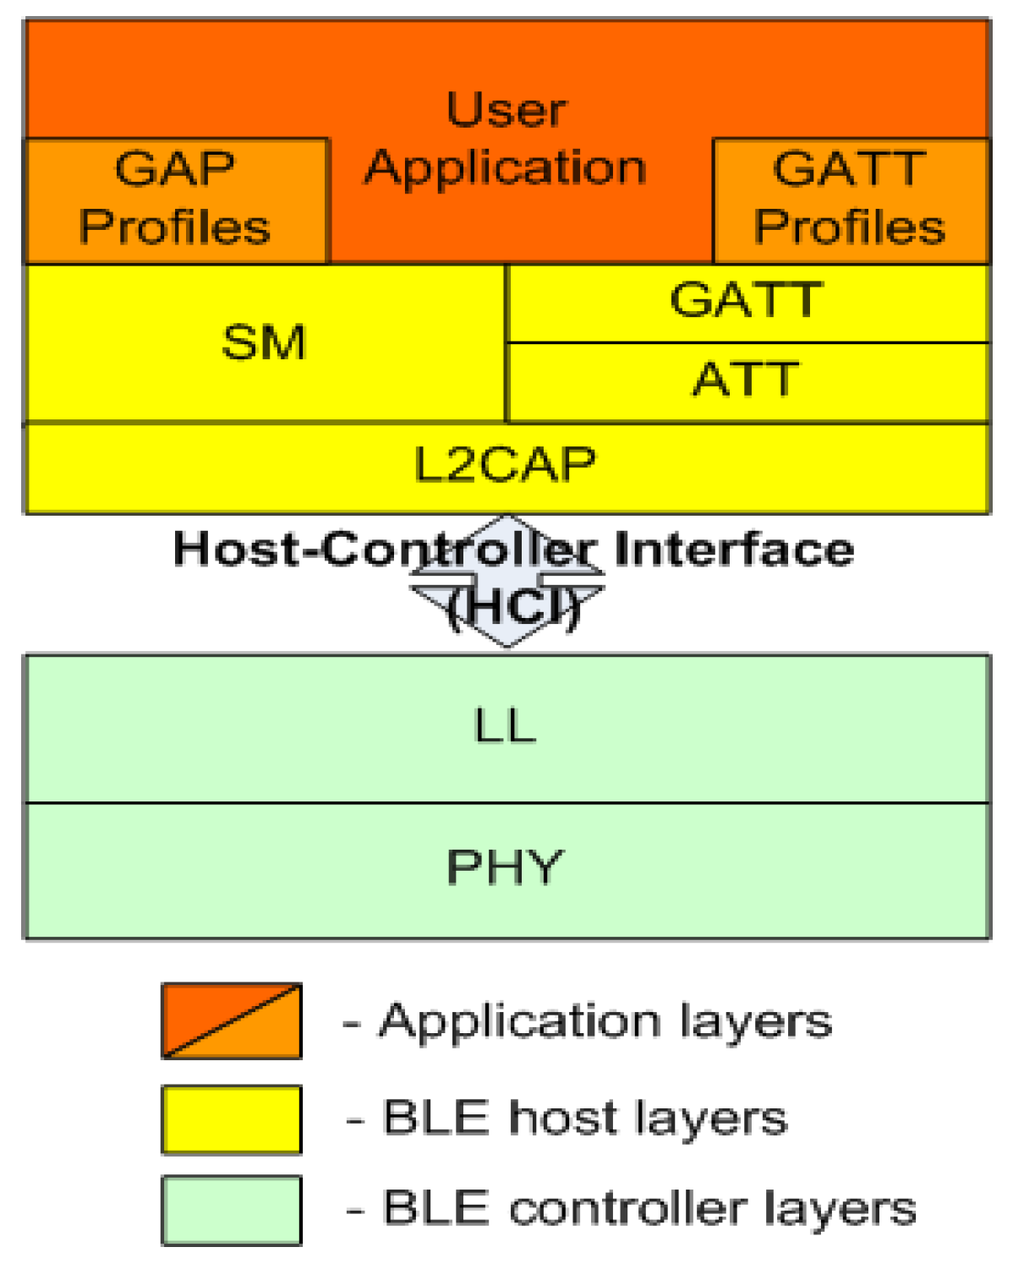 User
Application
GAP
Profiles
GATT
Profiles
SM
GATT
ATT
L2CAP
Host-Controller Interface
(HCI)
LL
PHY
- Application layers
- BLE host layers
- BLE controller layers